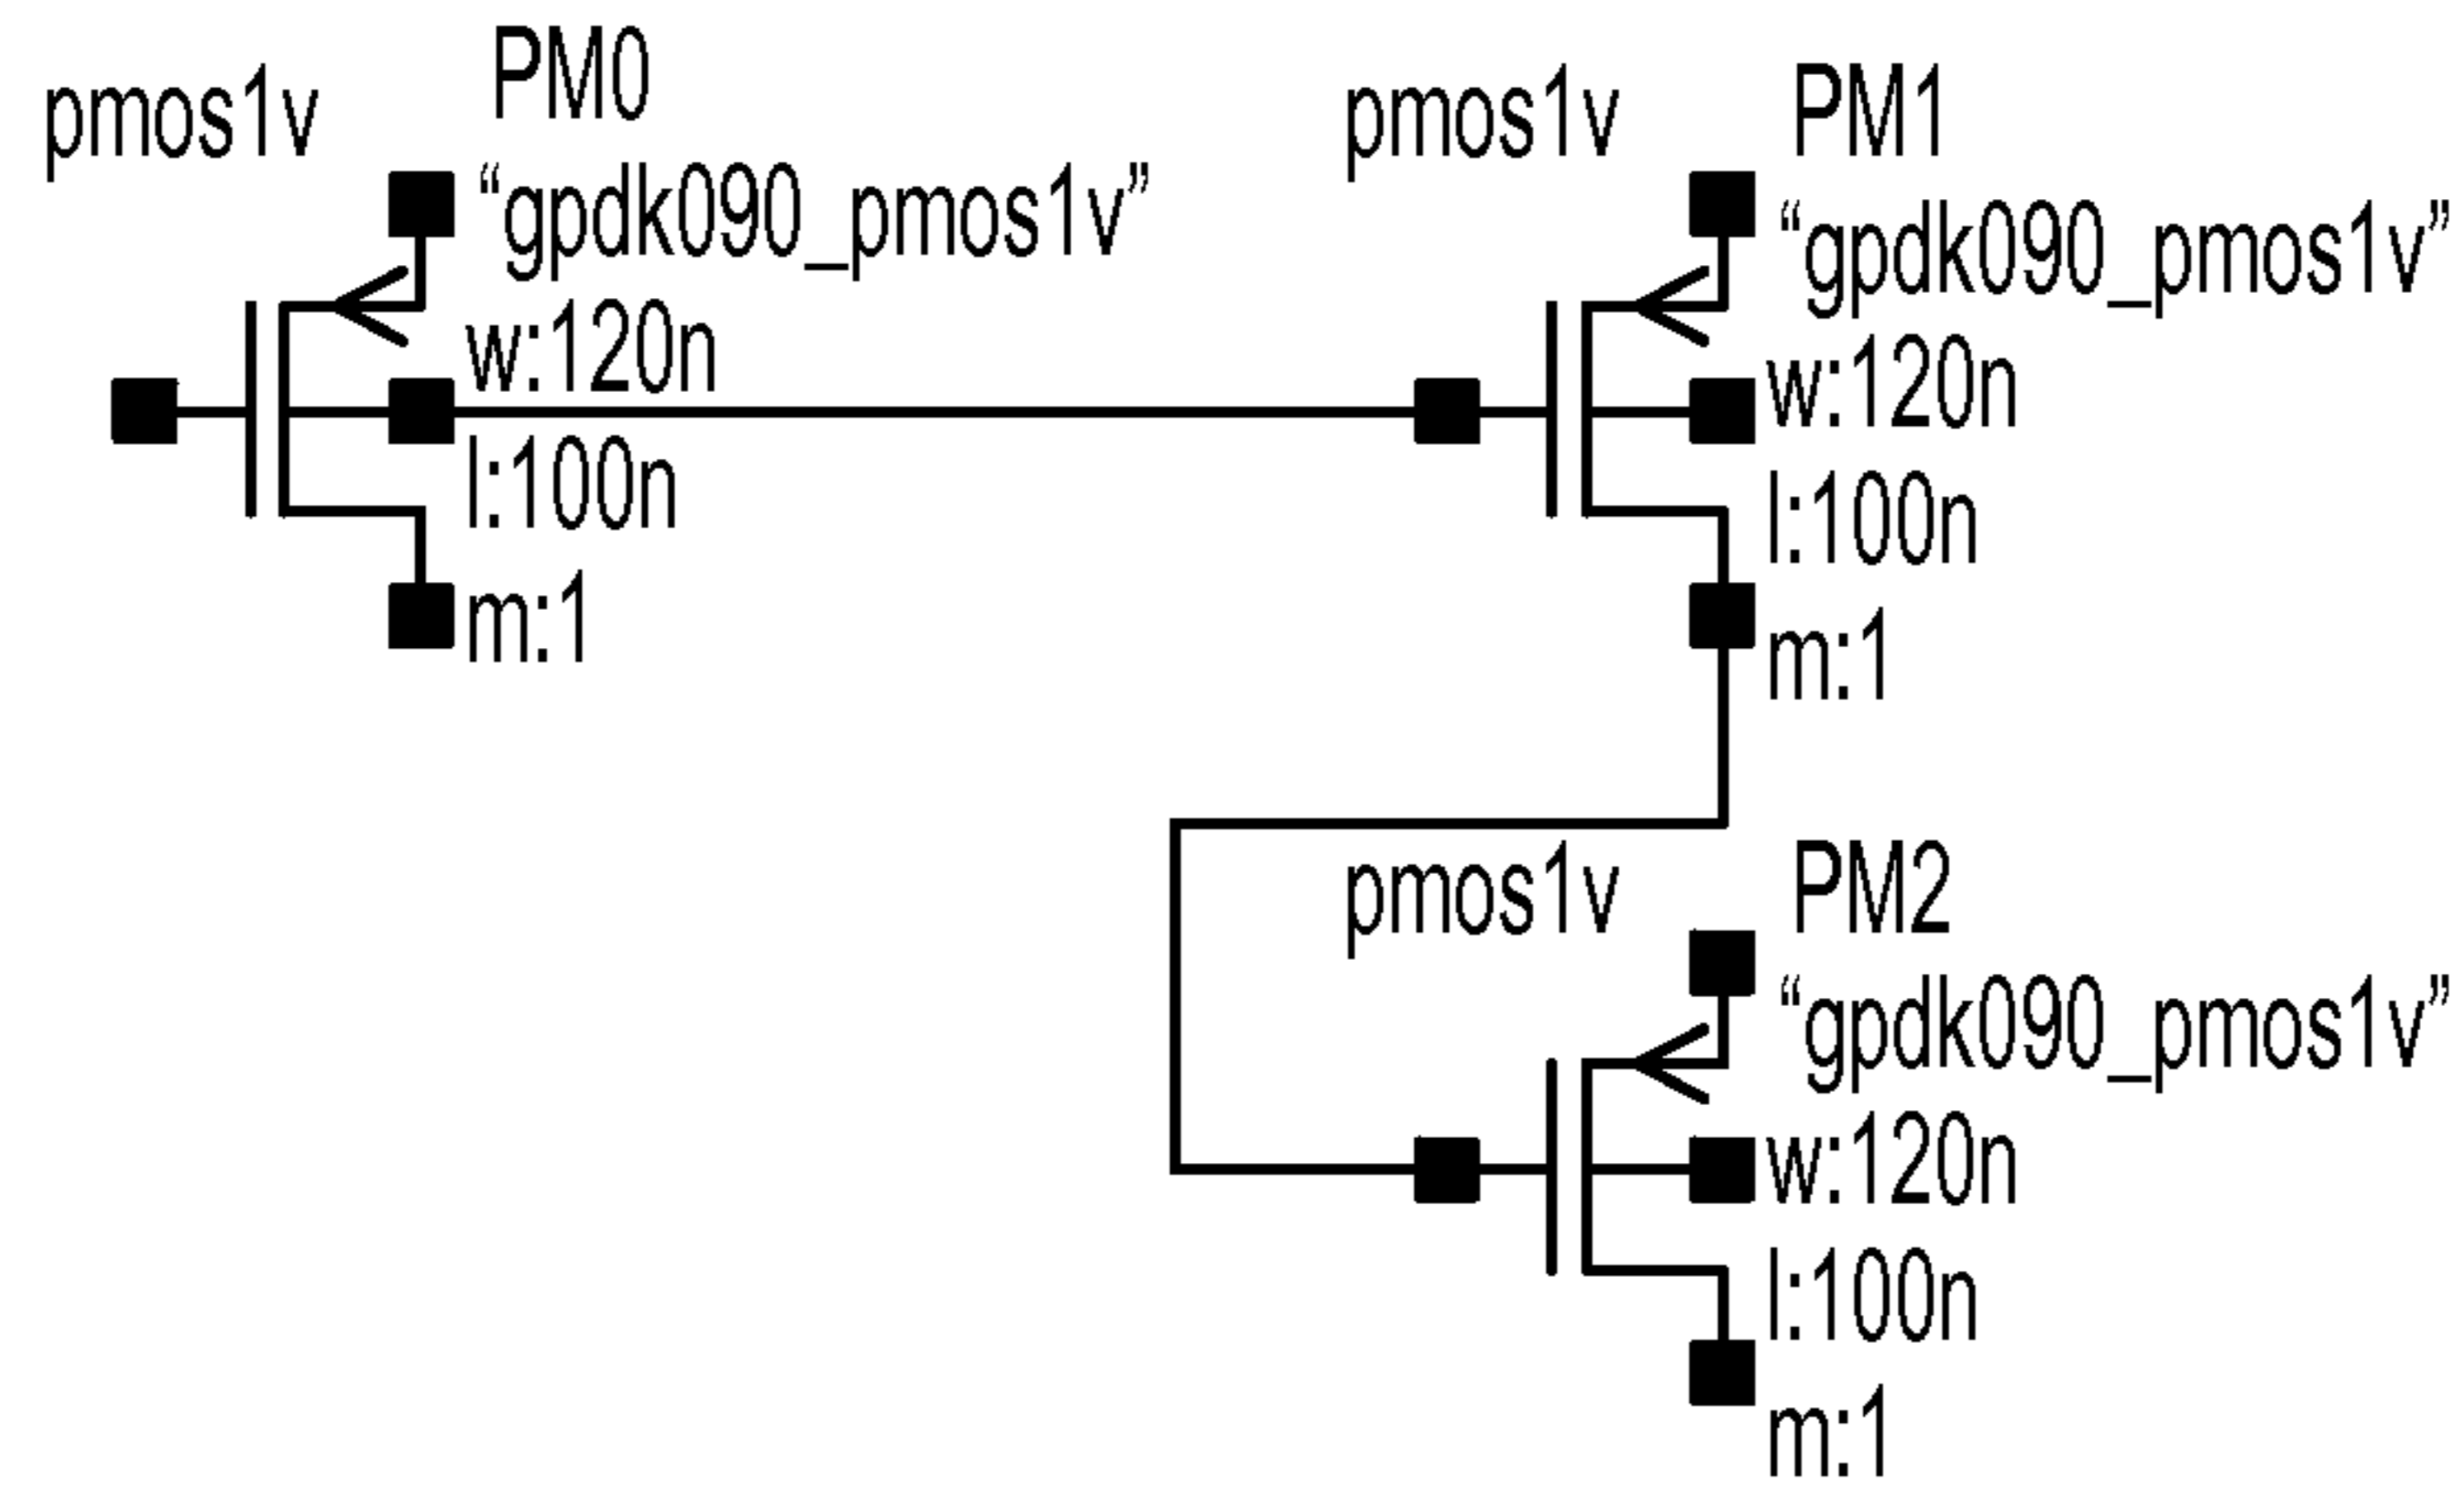 pmos1v
PM0
“gpdk090_pmos1v”
w:120n
l:100n
m:1
pmos1v
PM1
“gpdk090_pmos1v”
w:120n
l:100n
m:1
pmos1v
PM2
“gpdk090_pmos1v”
w:120n
l:100n
m:1